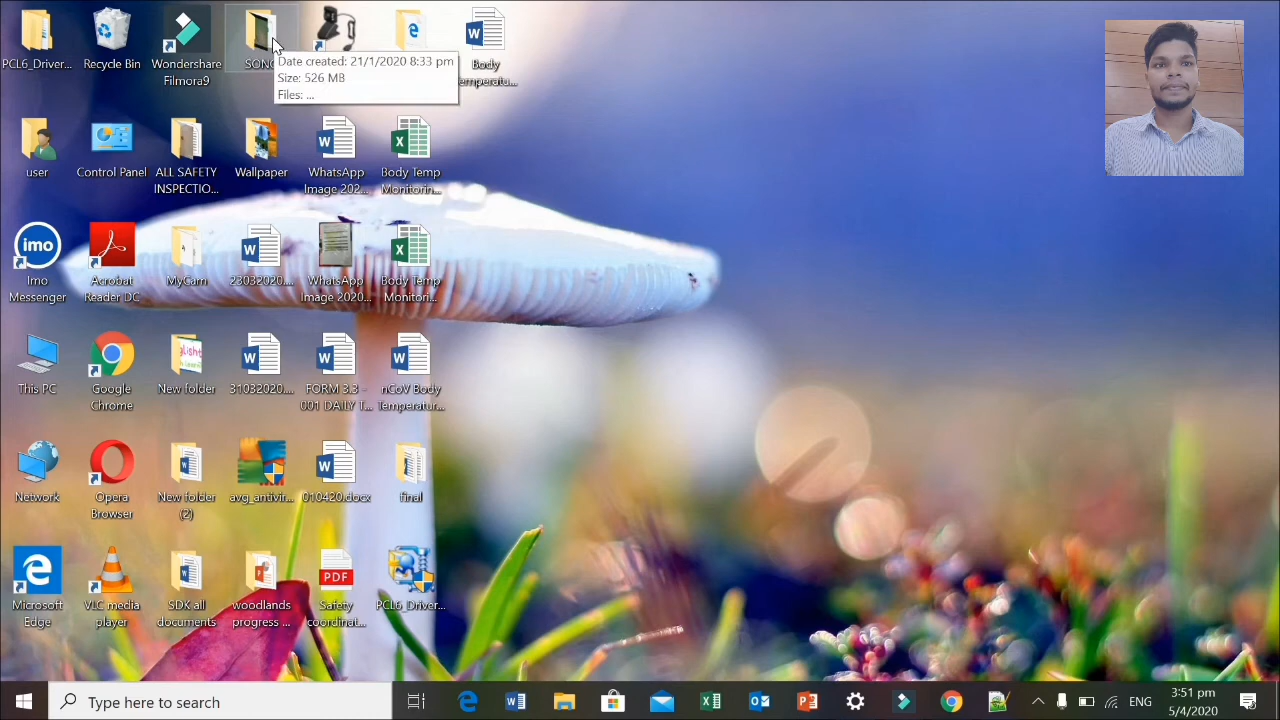 PCL6_Driver...
Recycle Bin
Wondershare
Filmora9
Date created: 21/1/2020 8:33 pm
Size: 526 MB
Files: ...
Body
user
Control Panel
ALL SAFETY
INSPECTIO...
Wallpaper
WhatsApp
Image 202...
Body Temp
Monitorin...
imo
Imo
Messenger
Acrobat
Reader DC
MyCam
23032020....
WhatsApp
Image 2020...
Body Temp
Monitori...
This PC
Google
Chrome
New folder
31032020....
FORM 3.3 -
001 DAILY T...
nCoV Body
Temperatur...
Network
Opera
Browser
New folder
(2)
avg_antivir...
010420.docx
final
Microsoft
Edge
VLC media
player
SDK all
documents
woodlands
progress ...
PDF
Safety
coordinat...
PCL6_Driver...
Type here to search
ENG
3:51 pm
5/4/2020